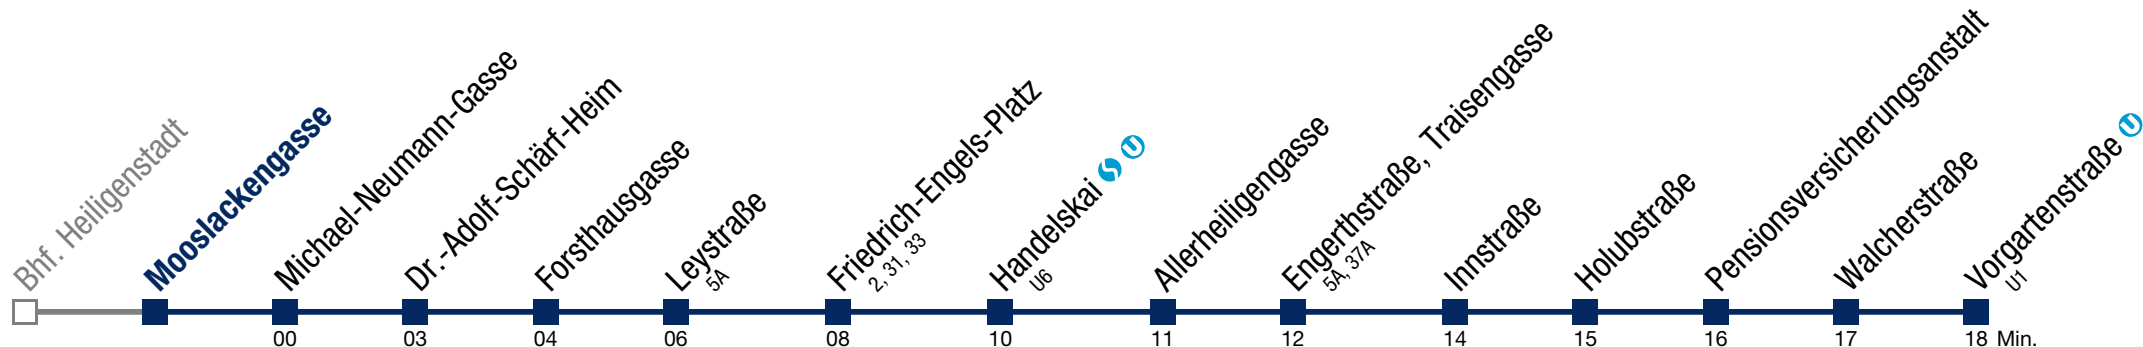 Bhf. Heiligenstadt
Mooslackengasse
Michael-Neumann-Gasse
Dr.-Adolf-Schärf-Heim
Forsthausgasse
Leystraße
5A
Friedrich-Engels-Platz
2, 31, 33
Handelskai S U
U6
Allerheiligengasse
Engerthstraße, Traisengasse
5A, 37A
Innstraße
Holubstraße
Pensionsversicherungsanstalt
Walcherstraße
Vorgartenstraße U
U1
00 03 04 06 08 10 11 12 14 15 16 17 18 Min.